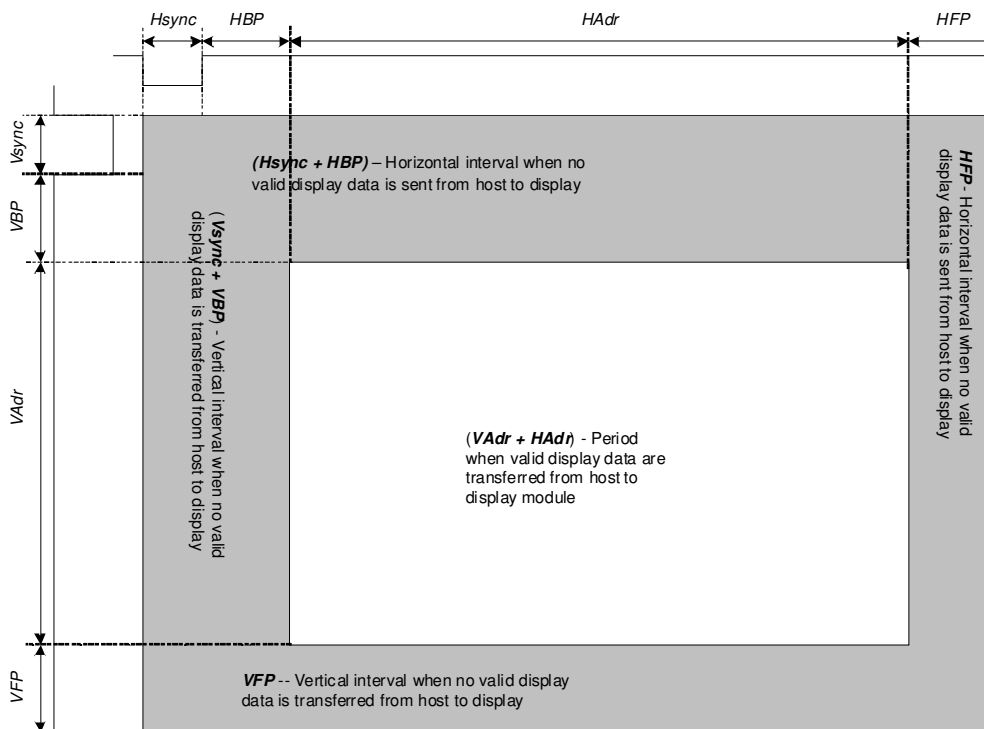 Hsync
HBP
HAdr
HFP
Vsync
VBP
VAdr
VFP
(Hsync + HBP) – Horizontal interval when no
valid display data is sent from host to display
(Vsync + VBP) - Vertical interval when no valid
display data is transferred from host to display
HFP - Horizontal interval when no valid
display data is sent from host to display
(VAdr + HAdr) - Period
when valid display data are
transferred from host to
display module
VFP -- Vertical interval when no valid display
data is transferred from host to display